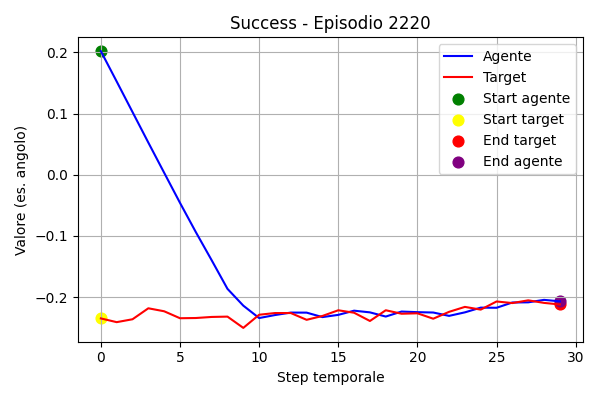 Success - Episodio 2220
Valore (es. angolo)
0.2
0.1
0.0
−0.1
−0.2
0
5
10
15
20
25
30
Step temporale
Agente
Target
Start agente
Start target
End target
End agente